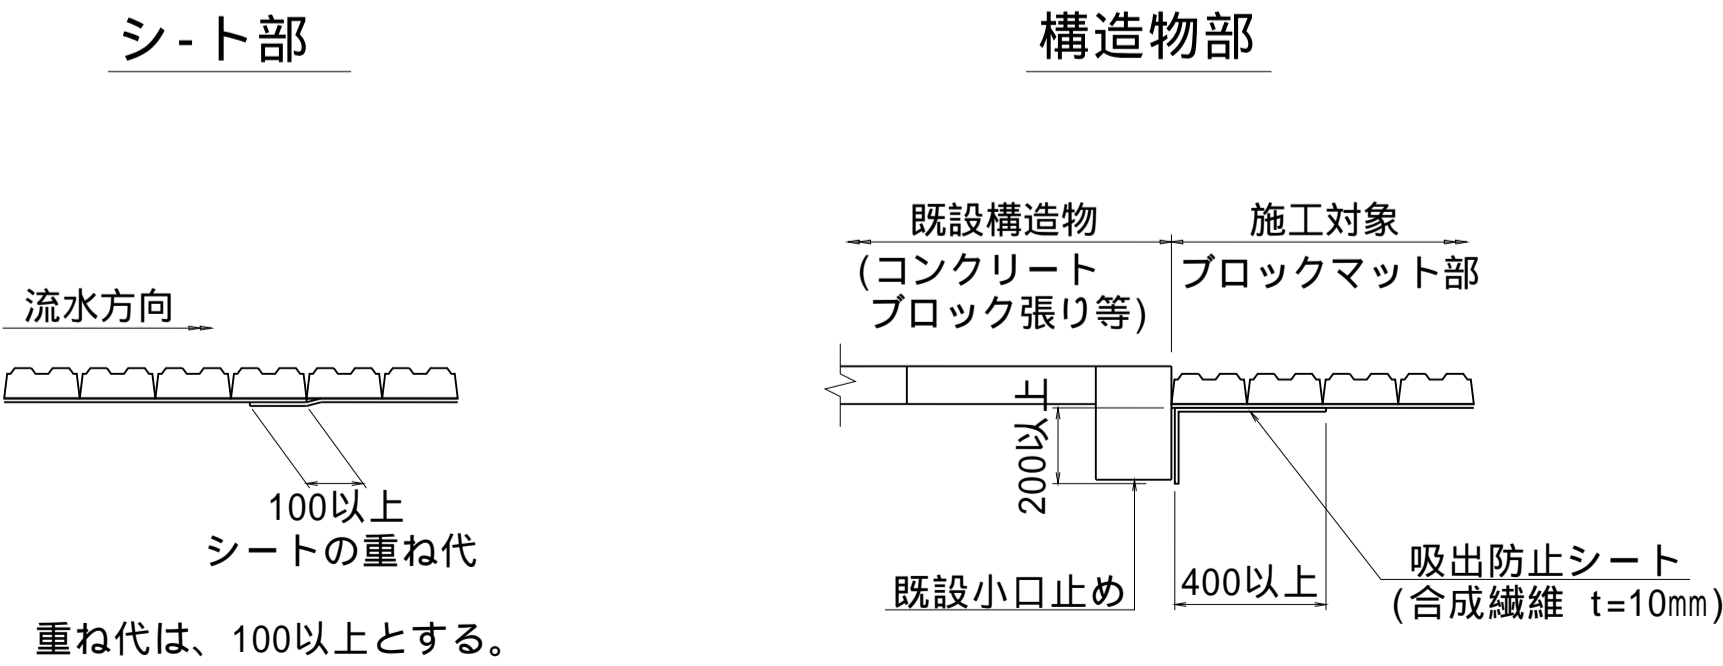 シ-ト部
流水方向
100以上
シートの重ね代
重ね代は、100以上とする。
構造物部
既設構造物
(コンクリート
ブロック張り等)
施工対象
ブロックマット部
200以上
既設小口止め
400以上
吸出防止シート
(合成繊維 t=10㎜)